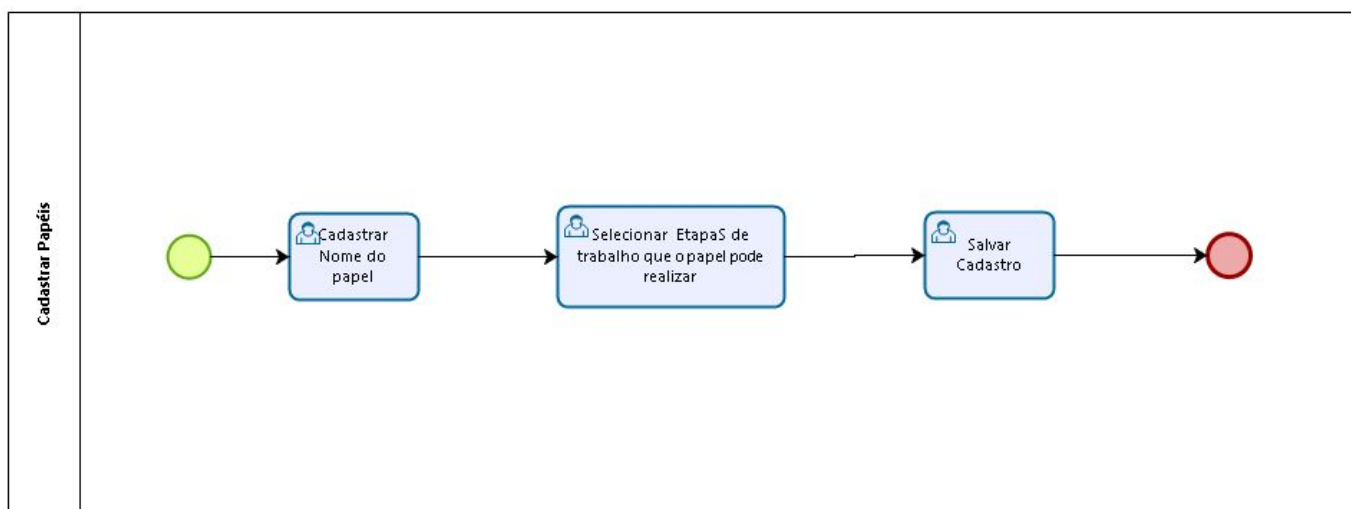 Cadastrar Papéis
Cadastrar
Nome do
papel
Selecionar EtapaS de
trabalho que o papel pode
realizar
Salvar
Cadastro